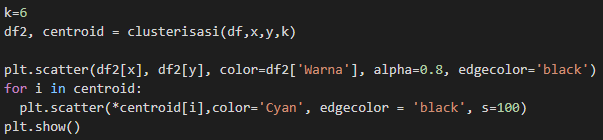 k=6
df2, centroid = clusterisasi(df,x,y,k)
plt.scatter(df2[x], df2[y], color=df2['Warna'], alpha=0.8, edgecolor='black')
for i in centroid:
  plt.scatter(*centroid[i],color='Cyan', edgecolor = 'black', s=100)
plt.show()